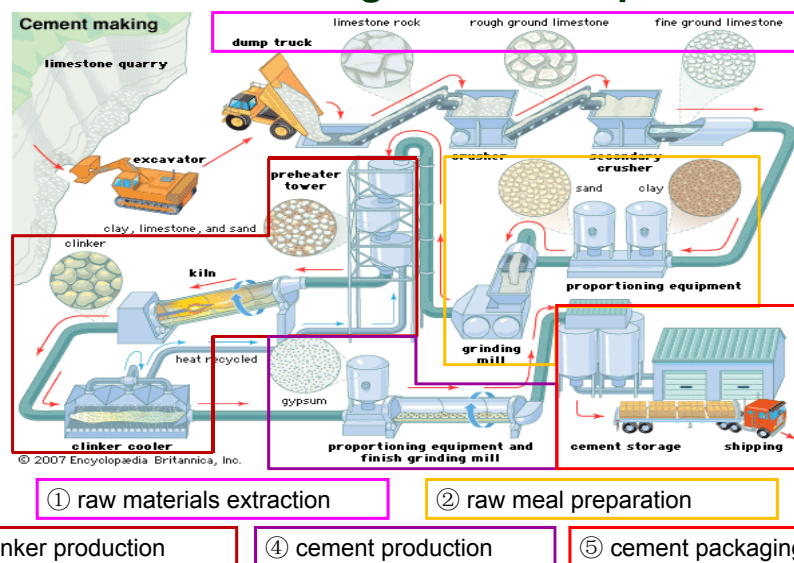 Cement making
limestone rock
rough ground limestone
fine ground limestone
dump truck
limestone quarry
excavator
crusher
secondary
crusher
preheater
tower
sand
clay
clay, limestone, and sand
clinker
kiln
proportioning equipment
grinding
mill
heat recycled
gypsum
clinker cooler
proportioning equipment and
finish grinding mill
cement storage
shipping
© 2007 Encyclopædia Britannica, Inc.
① raw materials extraction
② raw meal preparation
nker production
④ cement production
⑤ cement packaging